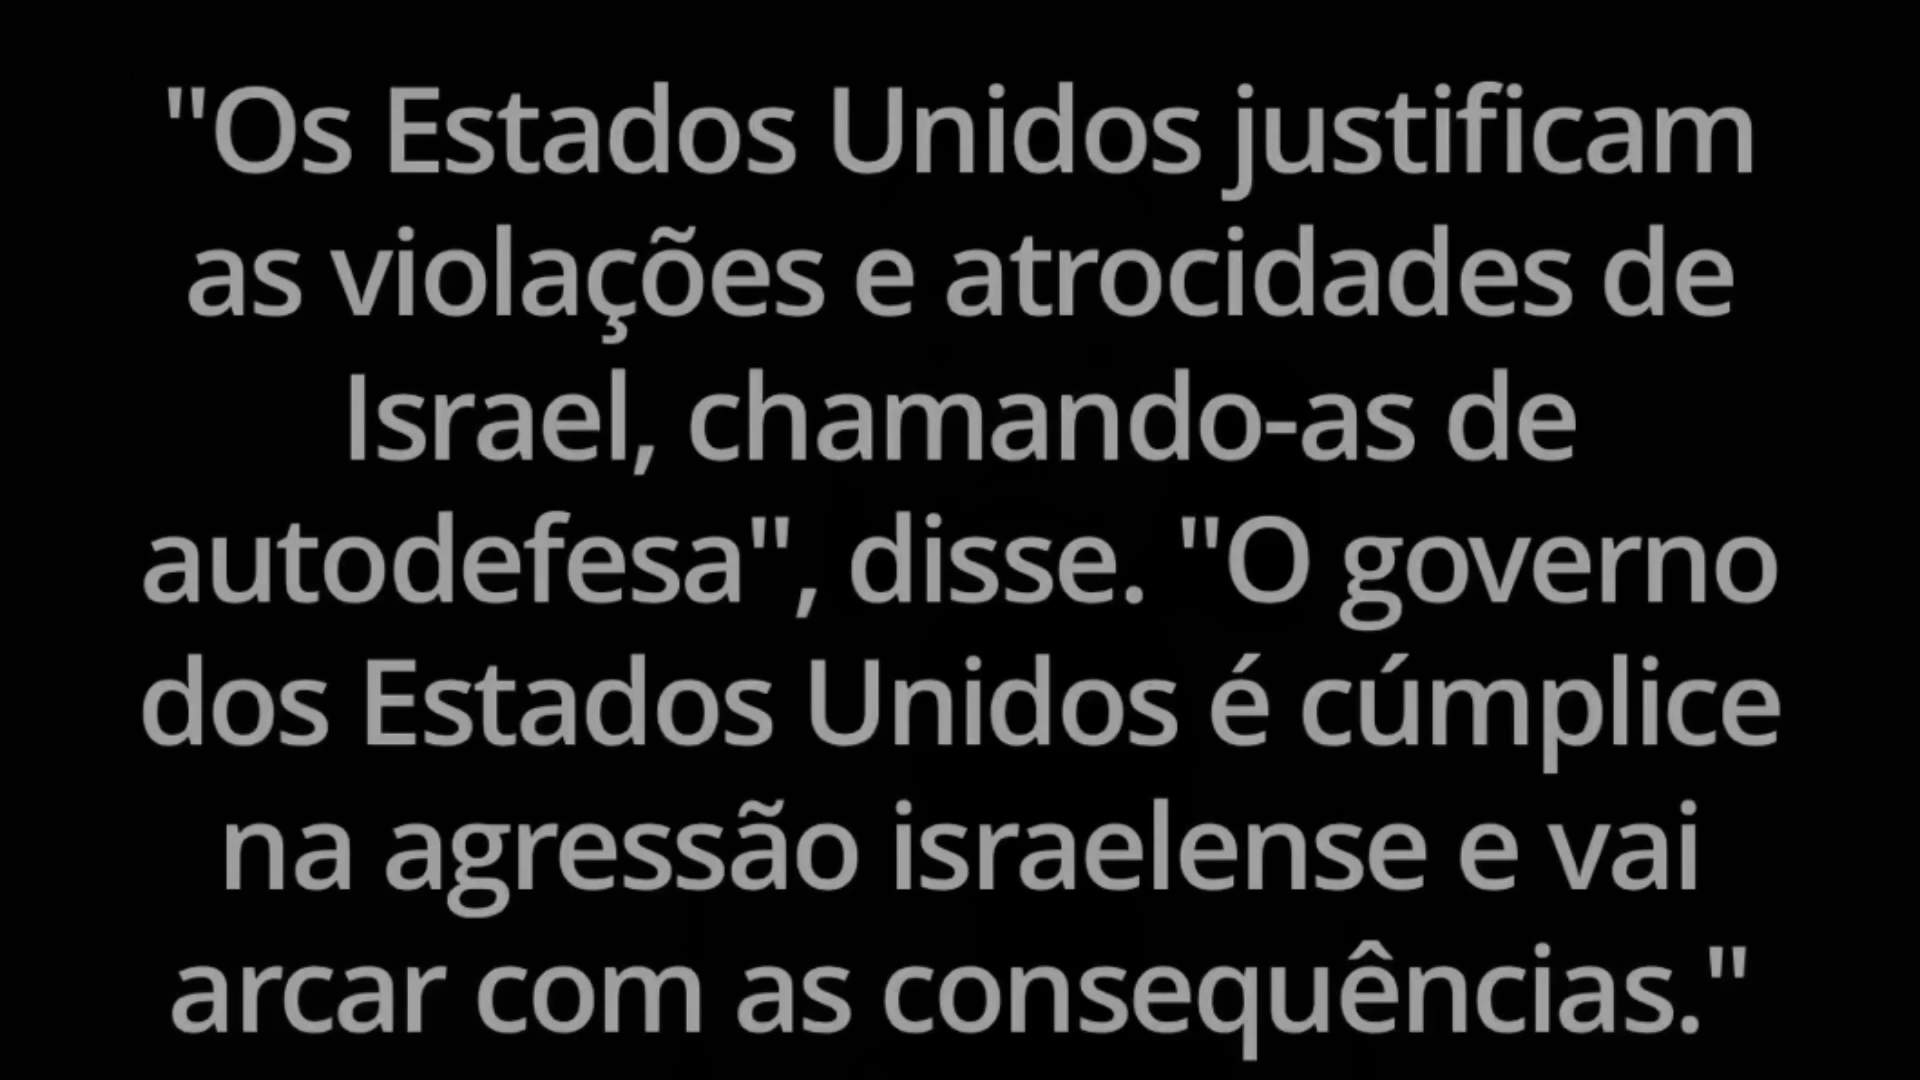 "Os Estados Unidos justificam
as violações e atrocidades de
Israel, chamando-as de
autodefesa", disse. "O governo
dos Estados Unidos é cúmplice
na agressão israelense e vai
arcar com as consequências."